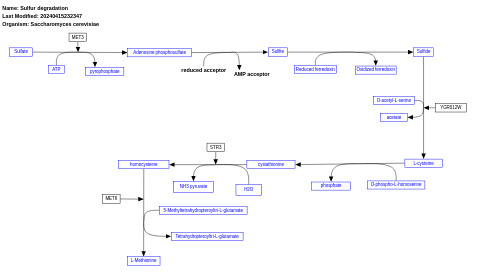 Name: Sulfur degradation
Last Modified: 20240415232347
Organism: Saccharomyces cerevisiae
MET3
Sulfate
Adenosine phosphosulfate
Sulfite
Sulfide
ATP
pyrophosphate
reduced acceptor
AMP acceptor
Reduced ferredoxin
Oxidized ferredoxin
O-acetyl-L-serine
YGR012W
acetate
STR3
homocysteine
cystathionine
L-cysteine
NH3 pyruvate
H2O
phosphate
O-phospho-L-homoserine
MET6
5-Methyltetrahydropteroyltri-L-glutamate
Tetrahydropteroyltri-L-glutamate
L-Methionine